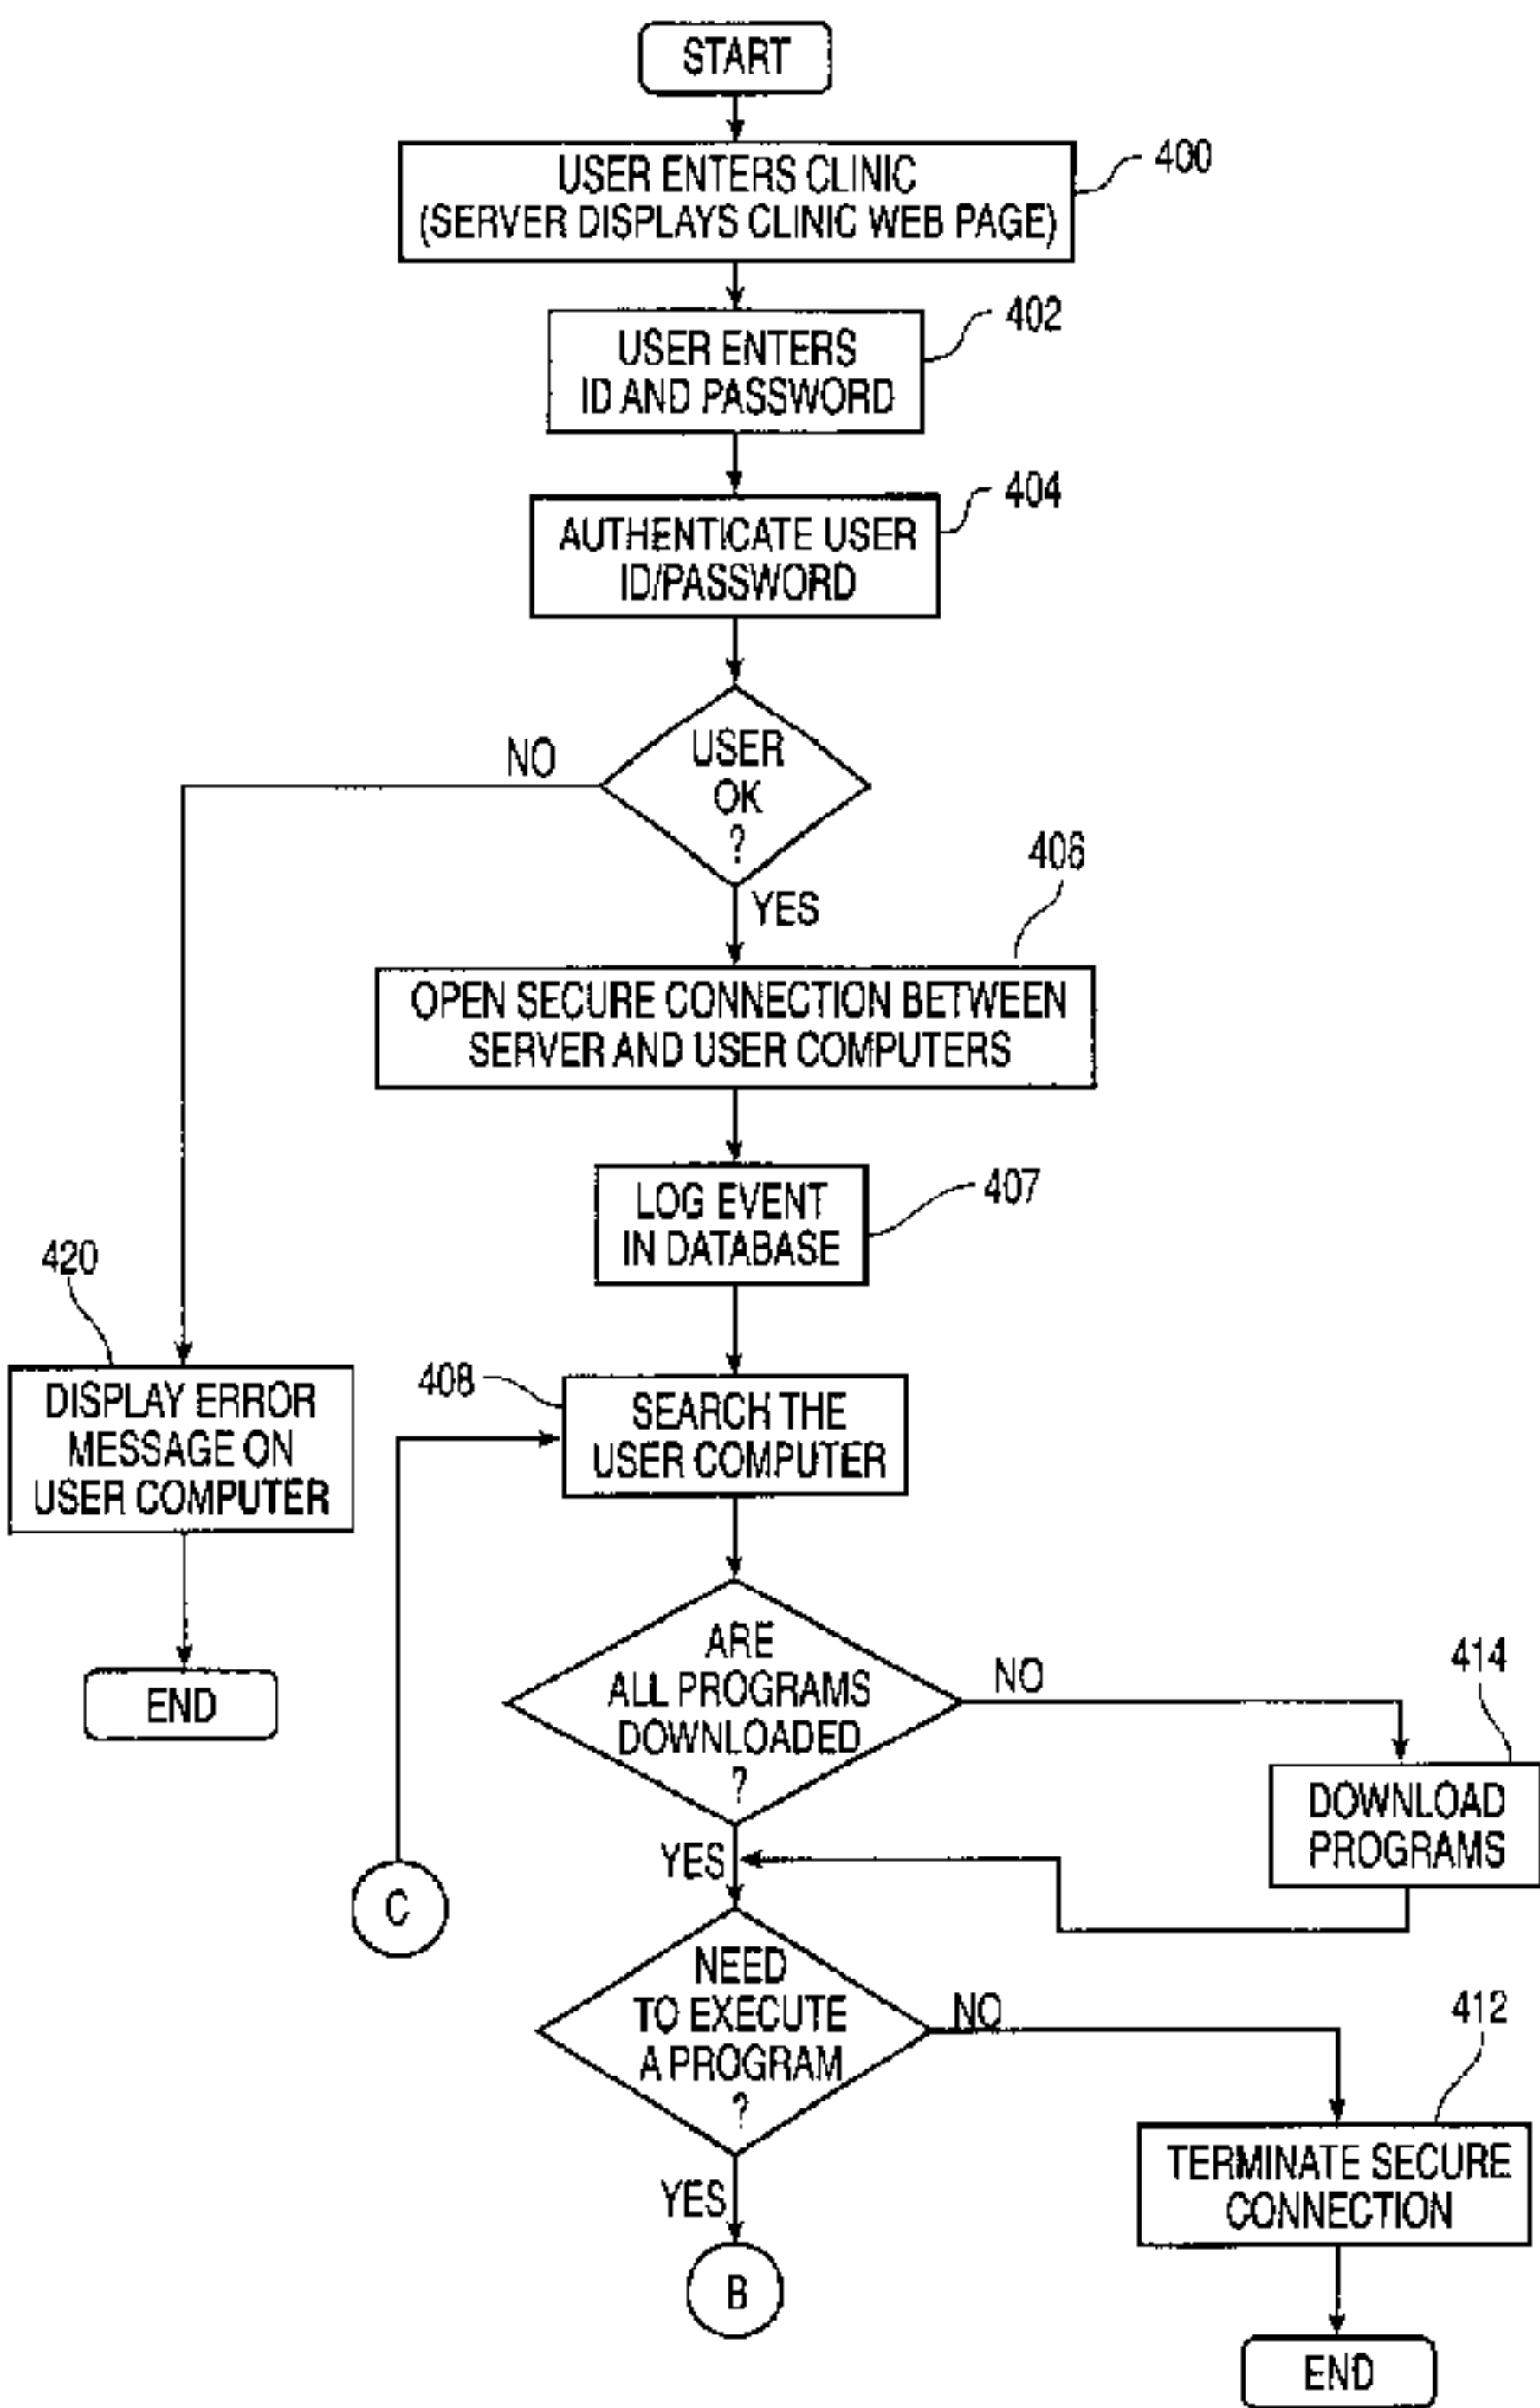 START
USER ENTERS CLINIC
(SERVER DISPLAYS CLINIC WEB PAGE)
400
USER ENTERS
ID AND PASSWORD
402
AUTHENTICATE USER
ID/PASSWORD
404
USER
OK
?
NO
YES
406
OPEN SECURE CONNECTION BETWEEN
SERVER AND USER COMPUTERS
LOG EVENT
IN DATABASE
407
420
DISPLAY ERROR
MESSAGE ON
USER COMPUTER
END
408
SEARCH THE
USER COMPUTER
ARE
ALL PROGRAMS
DOWNLOADED
?
NO
414
DOWNLOAD
PROGRAMS
YES
C
NEED
TO EXECUTE
A PROGRAM
?
NO
412
TERMINATE SECURE
CONNECTION
YES
B
END